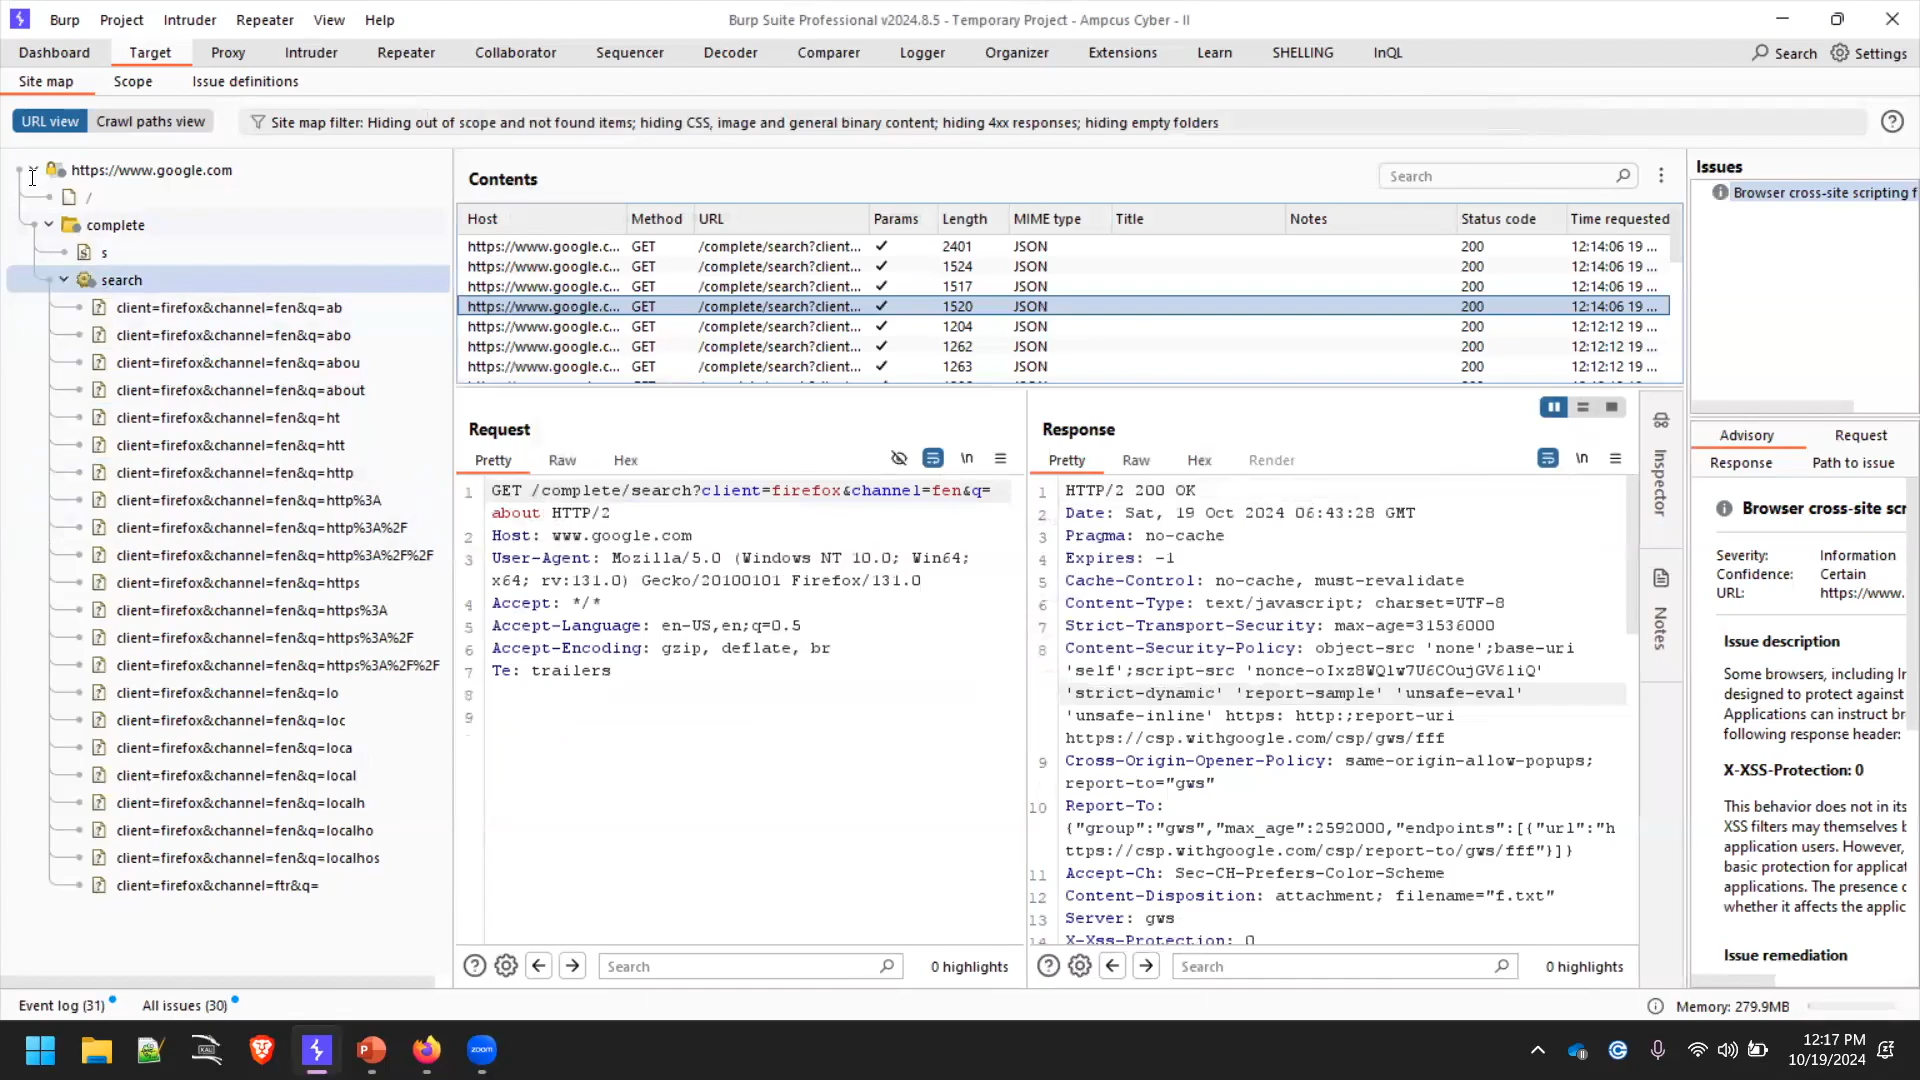 Burp Project Intruder Repeater View Help
Burp Suite Professional v2024.8.5 - Temporary Project - Ampcus Cyber - II
Dashboard Target Proxy Intruder Repeater Collaborator Sequencer Decoder Comparer Logger Organizer Extensions Learn SHELLING InQL
Search Settings
Site map Scope Issue definitions
URL view Crawl paths view
Site map filter: Hiding out of scope and not found items; hiding CSS, image and general binary content; hiding 4xx responses; hiding empty folders
https://www.google.com
/
complete
s
search
client=firefox&channel=fen&q=ab
client=firefox&channel=fen&q=abo
client=firefox&channel=fen&q=abou
client=firefox&channel=fen&q=about
client=firefox&channel=fen&q=ht
client=firefox&channel=fen&q=htt
client=firefox&channel=fen&q=http
client=firefox&channel=fen&q=http%3A
client=firefox&channel=fen&q=http%3A%2F
client=firefox&channel=fen&q=http%3A%2F%2F
client=firefox&channel=fen&q=https
client=firefox&channel=fen&q=https%3A
client=firefox&channel=fen&q=https%3A%2F
client=firefox&channel=fen&q=https%3A%2F%2F
client=firefox&channel=fen&q=lo
client=firefox&channel=fen&q=loc
client=firefox&channel=fen&q=loca
client=firefox&channel=fen&q=local
client=firefox&channel=fen&q=localh
client=firefox&channel=fen&q=localho
client=firefox&channel=fen&q=localhos
client=firefox&channel=ftr&q=
Contents
Search
Host Method URL Params Length MIME type Title Notes Status code Time requested
https://www.google.c... GET /complete/search?client... ✓ 2401 JSON 200 12:14:06 19 ...
https://www.google.c... GET /complete/search?client... ✓ 1524 JSON 200 12:14:06 19 ...
https://www.google.c... GET /complete/search?client... ✓ 1517 JSON 200 12:14:06 19 ...
https://www.google.c... GET /complete/search?client... ✓ 1520 JSON 200 12:14:06 19 ...
https://www.google.c... GET /complete/search?client... ✓ 1204 JSON 200 12:12:12 19 ...
https://www.google.c... GET /complete/search?client... ✓ 1262 JSON 200 12:12:12 19 ...
https://www.google.c... GET /complete/search?client... ✓ 1263 JSON 200 12:12:12 19 ...
Request
Pretty Raw Hex \n
1 GET /complete/search?client=firefox&channel=fen&q=
about HTTP/2
2 Host: www.google.com
3 User-Agent: Mozilla/5.0 (Windows NT 10.0; Win64;
x64; rv:131.0) Gecko/20100101 Firefox/131.0
4 Accept: */*
5 Accept-Language: en-US,en;q=0.5
6 Accept-Encoding: gzip, deflate, br
7 Te: trailers
8
9
Search 0 highlights
Response
Pretty Raw Hex Render \n
1 HTTP/2 200 OK
2 Date: Sat, 19 Oct 2024 06:43:28 GMT
3 Pragma: no-cache
4 Expires: -1
5 Cache-Control: no-cache, must-revalidate
6 Content-Type: text/javascript; charset=UTF-8
7 Strict-Transport-Security: max-age=31536000
8 Content-Security-Policy: object-src 'none';base-uri
'self';script-src 'nonce-oIxz8WQlw7U6COujGV6liQ'
'strict-dynamic' 'report-sample' 'unsafe-eval'
'unsafe-inline' https: http:;report-uri
https://csp.withgoogle.com/csp/gws/fff
9 Cross-Origin-Opener-Policy: same-origin-allow-popups;
report-to="gws"
10 Report-To:
{"group":"gws","max_age":2592000,"endpoints":[{"url":"h
ttps://csp.withgoogle.com/csp/report-to/gws/fff"}]}
11 Accept-Ch: Sec-CH-Prefers-Color-Scheme
12 Content-Disposition: attachment; filename="f.txt"
13 Server: gws
14 X-Xss-Protection: 0
Search 0 highlights
Inspector
Notes
Issues
Browser cross-site scripting f
Advisory Request
Response Path to issue
Browser cross-site scr
Severity: Information
Confidence: Certain
URL: https://www.
Issue description
Some browsers, including In
designed to protect against
Applications can instruct br
following response header:
X-XSS-Protection: 0
This behavior does not in its
XSS filters may themselves b
application users. However,
basic protection for applicat
applications. The presence o
whether it affects the applic
Issue remediation
Event log (31) All issues (30)
Memory: 279.9MB
KALI
zoom
12:17 PM
10/19/2024